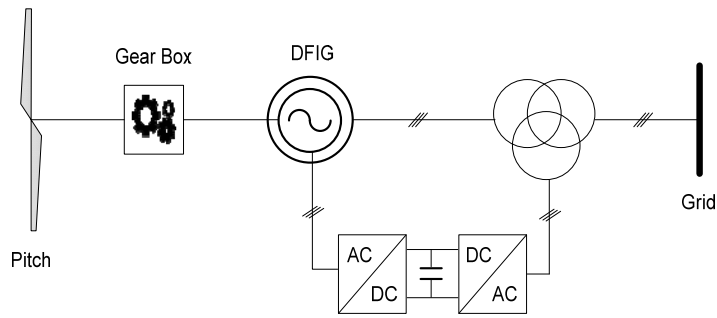 Gear Box
DFIG
Grid
Pitch
AC
DC
DC
AC